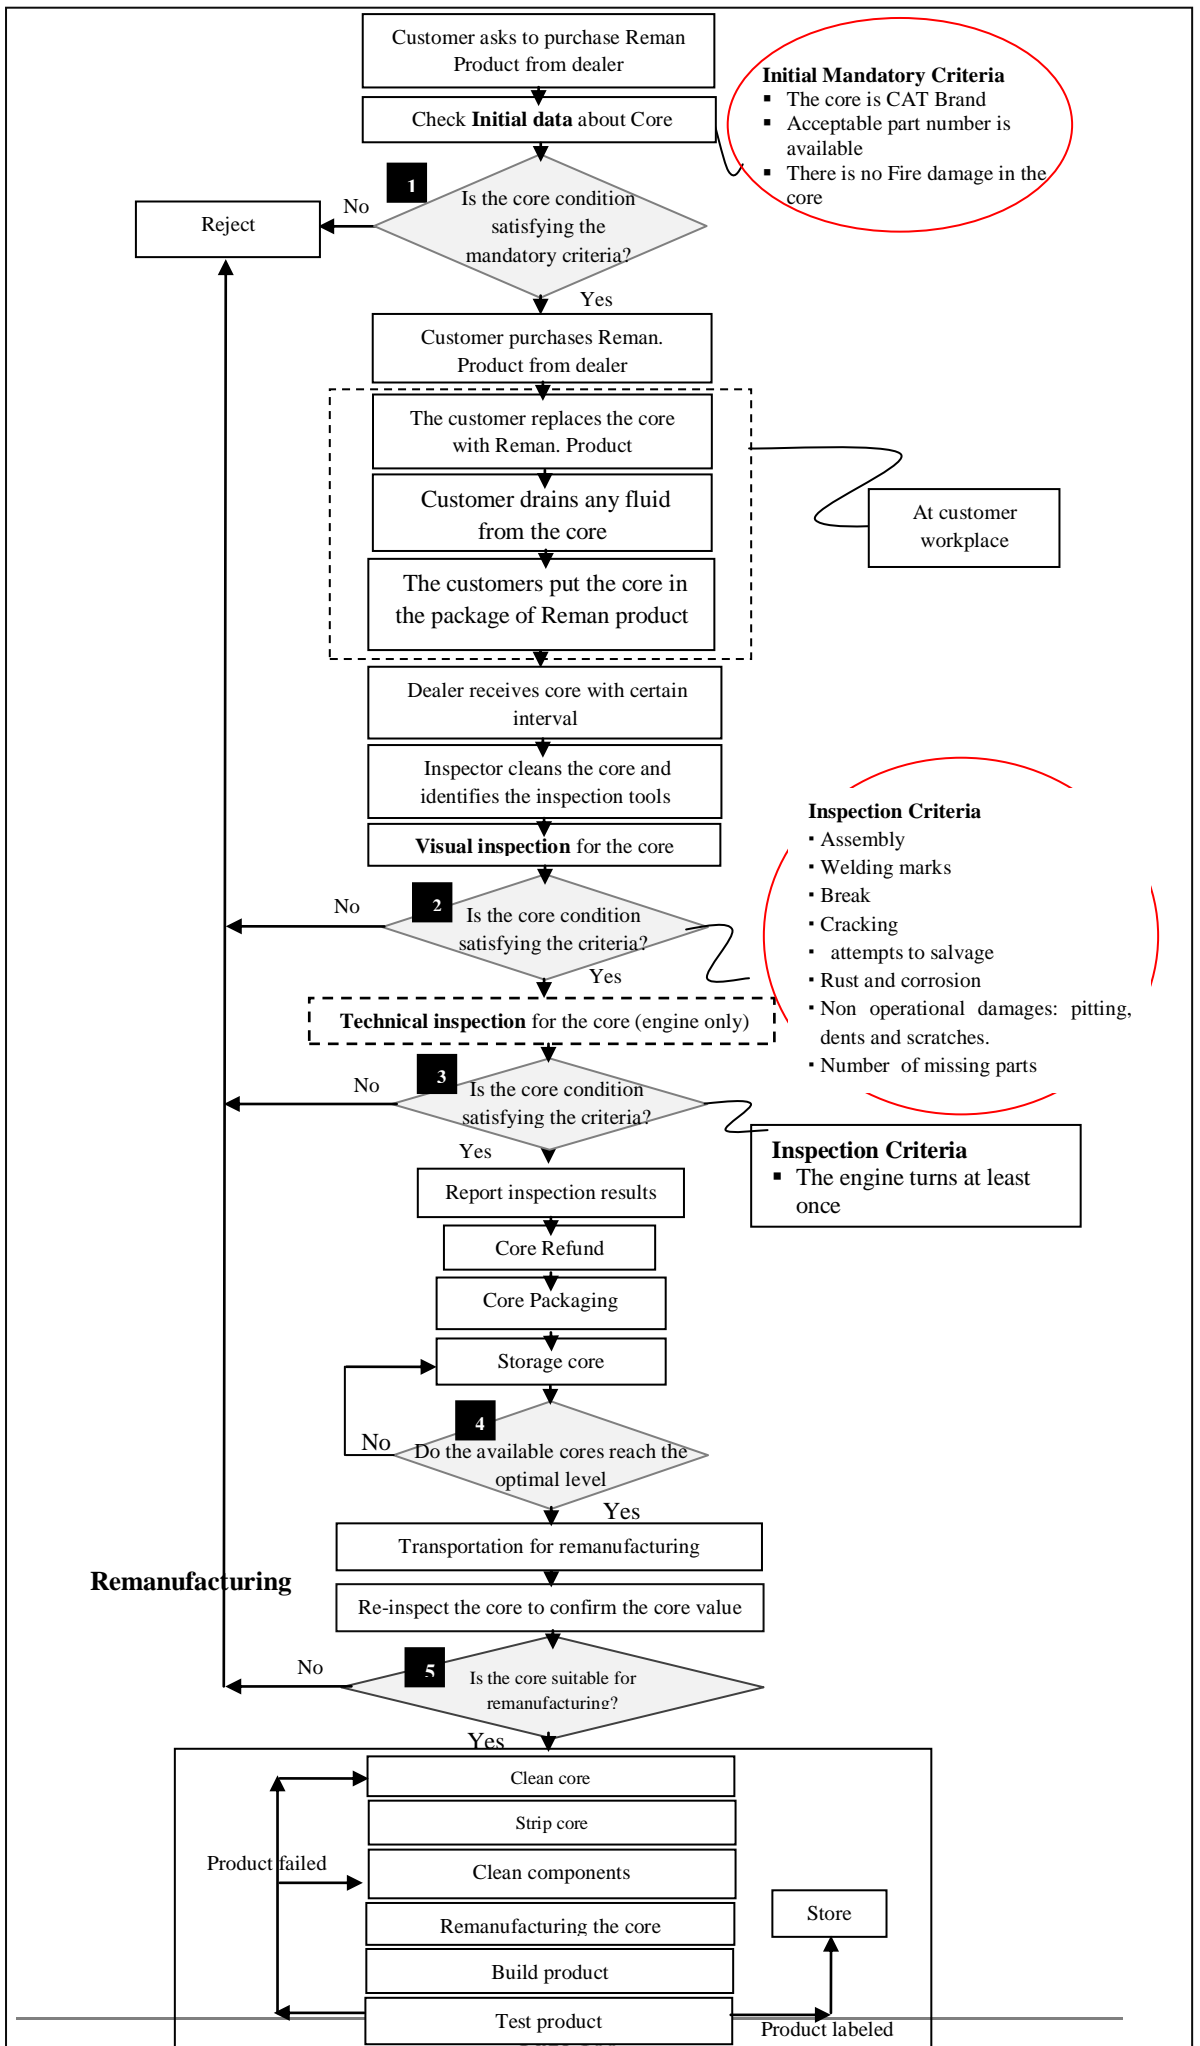 Customer asks to purchase Reman
Product from dealer
Check Initial data about Core
Initial Mandatory Criteria
▪ The core is CAT Brand
▪ Acceptable part number is
available
▪ There is no Fire damage in the
core
1
Is the core condition
satisfying the
mandatory criteria?
No
Reject
Yes
Customer purchases Reman.
Product from dealer
The customer replaces the core
with Reman. Product
Customer drains any fluid
from the core
The customers put the core in
the package of Reman product
At customer
workplace
Dealer receives core with certain
interval
Inspector cleans the core and
identifies the inspection tools
Visual inspection for the core
Inspection Criteria
▪ Assembly
▪ Welding marks
▪ Break
▪ Cracking
▪ attempts to salvage
▪ Rust and corrosion
▪ Non operational damages: pitting,
dents and scratches.
▪ Number of missing parts
2
No
Is the core condition
satisfying the criteria?
Yes
Technical inspection for the core (engine only)
3
No
Is the core condition
satisfying the criteria?
Yes
Inspection Criteria
▪ The engine turns at least
once
Report inspection results
Core Refund
Core Packaging
Storage core
4
No
Do the available cores reach the
optimal level
Yes
Transportation for remanufacturing
Remanufacturing
Re-inspect the core to confirm the core value
5
No
Is the core suitable for
remanufacturing?
Yes
Clean core
Strip core
Product failed
Clean components
Store
Remanufacturing the core
Build product
Test product
Product labeled